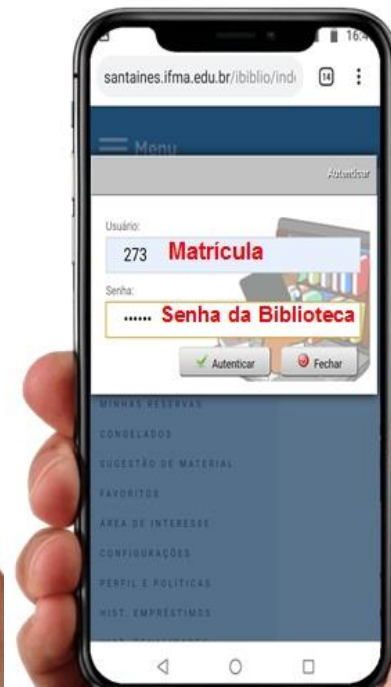 16:4
santaines.ifma.edu.br/ibiblio/ind
14
Menu
Autenticar
Usuário:
273 Matrícula
Senha:
•••••• Senha da Biblioteca
Autenticar Fechar
MINHAS RESERVAS
CONGELADOS
SUGESTÃO DE MATERIAL
FAVORITOS
ÁREA DE INTERESSE
CONFIGURAÇÕES
PERFIL E POLÍTICAS
HIST. EMPRÉSTIMOS